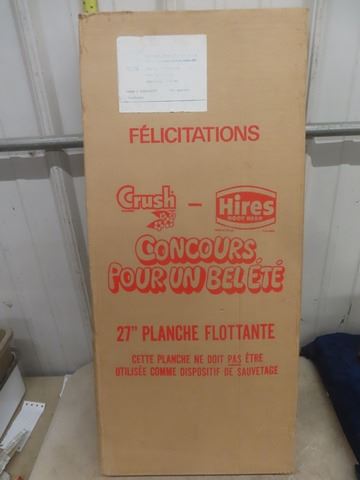 FÉLICITATIONS
Crush – Hires
ROOT BEER
CONCOURS
POUR UN BEL ÉTÉ
27" PLANCHE FLOTTANTE
CETTE PLANCHE NE DOIT PAS ÊTRE
UTILISÉE COMME DISPOSITIF DE SAUVETAGE